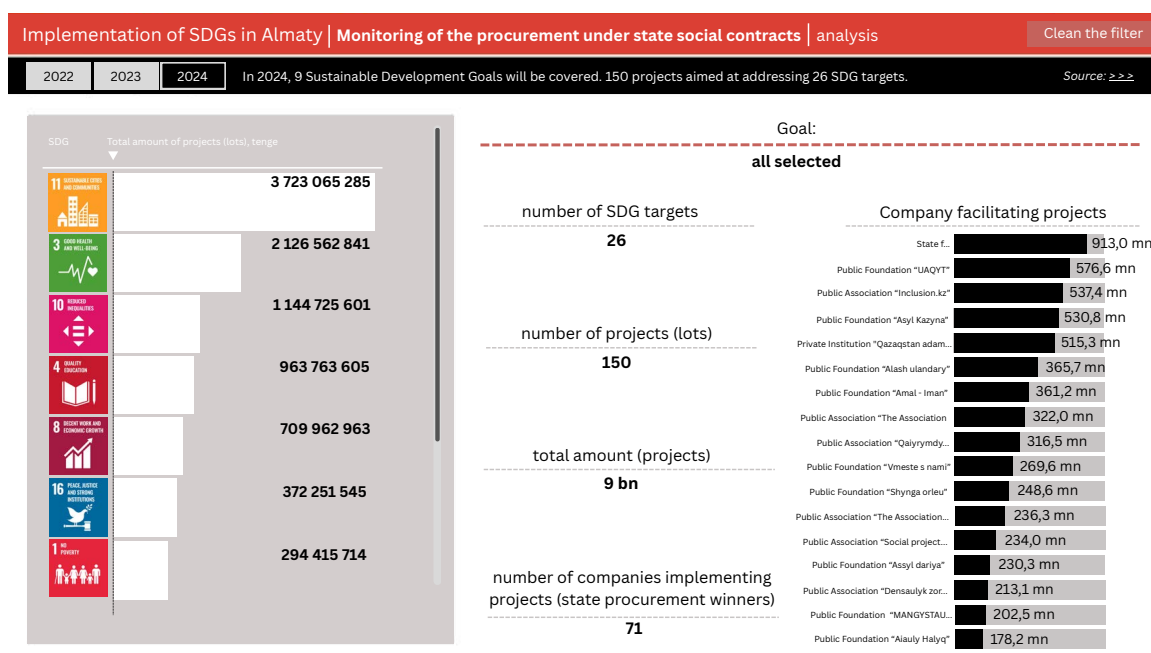 Implementation of SDGs in Almaty | Monitoring of the procurement under state social contracts | analysis
Clean the filter
2022
2023
2024
In 2024, 9 Sustainable Development Goals will be covered. 150 projects aimed at addressing 26 SDG targets.
Source: >>>
SDG
Total amount of projects (lots), tenge
11 SUSTAINABLE CITIES
AND COMMUNITIES
3 723 065 285
3 GOOD HEALTH
AND WELL-BEING
2 126 562 841
10 REDUCED
INEQUALITIES
1 144 725 601
4 QUALITY
EDUCATION
963 763 605
8 DECENT WORK AND
ECONOMIC GROWTH
709 962 963
16 PEACE, JUSTICE
AND STRONG
INSTITUTIONS
372 251 545
1 NO
POVERTY
294 415 714
Goal:
all selected
number of SDG targets
26
number of projects (lots)
150
total amount (projects)
9 bn
number of companies implementing
projects (state procurement winners)
71
Company facilitating projects
State f... 913,0 mn
Public Foundation “UAQYT” 576,6 mn
Public Association “Inclusion.kz” 537,4 mn
Public Foundation “Asyl Kazyna” 530,8 mn
Private Institution “Qazaqstan adam... 515,3 mn
Public Foundation “Alash ulandary” 365,7 mn
Public Foundation “Amal - Iman” 361,2 mn
Public Association “The Association 322,0 mn
Public Association “Qaiyrymdy... 316,5 mn
Public Foundation “Vmeste s nami” 269,6 mn
Public Foundation “Shynga orleu” 248,6 mn
Public Association “The Association... 236,3 mn
Public Association “Social project... 234,0 mn
Public Foundation “Assyl dariya” 230,3 mn
Public Association “Densaulyk zor... 213,1 mn
Public Foundation “MANGYSTAU... 202,5 mn
Public Foundation “Aiauly Halyq” 178,2 mn